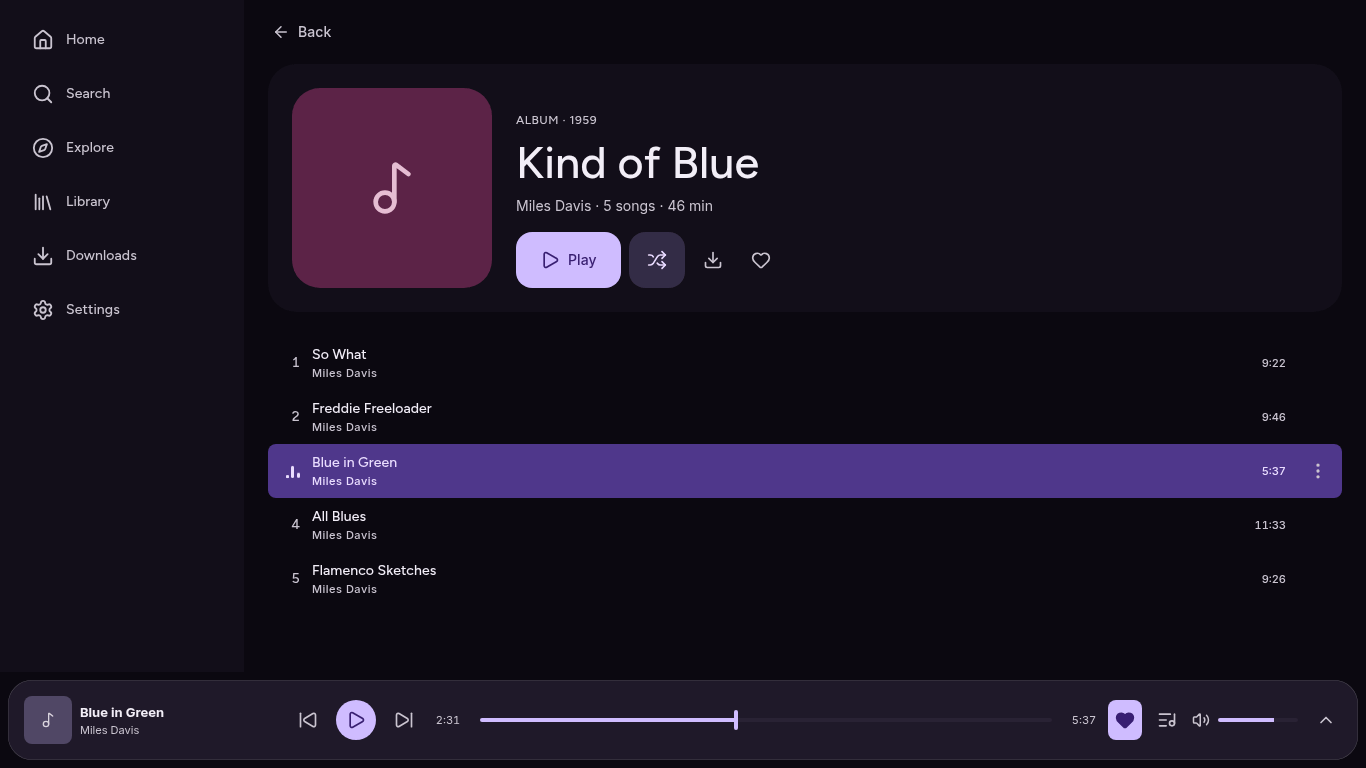 Home
Search
Explore
Library
Downloads
Settings
Back
ALBUM · 1959
Kind of Blue
Miles Davis · 5 songs · 46 min
Play
1 So What 9:22
Miles Davis
2 Freddie Freeloader 9:46
Miles Davis
Blue in Green 5:37
Miles Davis
4 All Blues 11:33
Miles Davis
5 Flamenco Sketches 9:26
Miles Davis
Blue in Green
Miles Davis
2:31 5:37